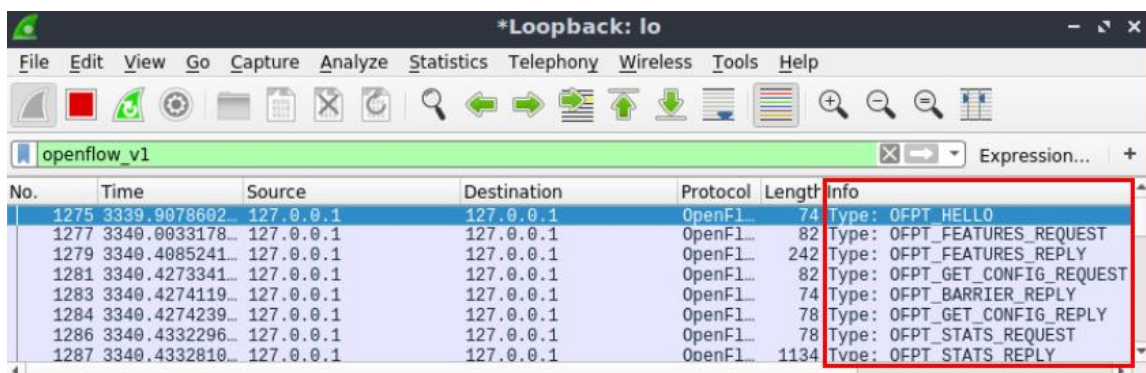 *Loopback: lo
File Edit View Go Capture Analyze Statistics Telephony Wireless Tools Help
openflow_v1 Expression... +
No. Time Source Destination Protocol Length Info
1275 3339.9078602… 127.0.0.1 127.0.0.1 OpenFl… 74 Type: OFPT_HELLO
1277 3340.0033178… 127.0.0.1 127.0.0.1 OpenFl… 82 Type: OFPT_FEATURES_REQUEST
1279 3340.4085241… 127.0.0.1 127.0.0.1 OpenFl… 242 Type: OFPT_FEATURES_REPLY
1281 3340.4273341… 127.0.0.1 127.0.0.1 OpenFl… 82 Type: OFPT_GET_CONFIG_REQUEST
1283 3340.4274119… 127.0.0.1 127.0.0.1 OpenFl… 74 Type: OFPT_BARRIER_REPLY
1284 3340.4274239… 127.0.0.1 127.0.0.1 OpenFl… 78 Type: OFPT_GET_CONFIG_REPLY
1286 3340.4332296… 127.0.0.1 127.0.0.1 OpenFl… 78 Type: OFPT_STATS_REQUEST
1287 3340.4332810… 127.0.0.1 127.0.0.1 OpenFl… 1134 Type: OFPT_STATS_REPLY